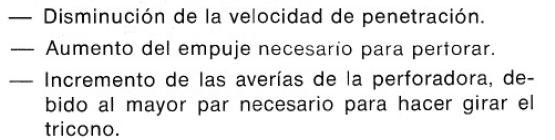 — Disminución de la velocidad de penetración.
— Aumento del empuje necesario para perforar.
— Incremento de las averías de la perforadora, de-
bido al mayor par necesario para hacer girar el
tricono.